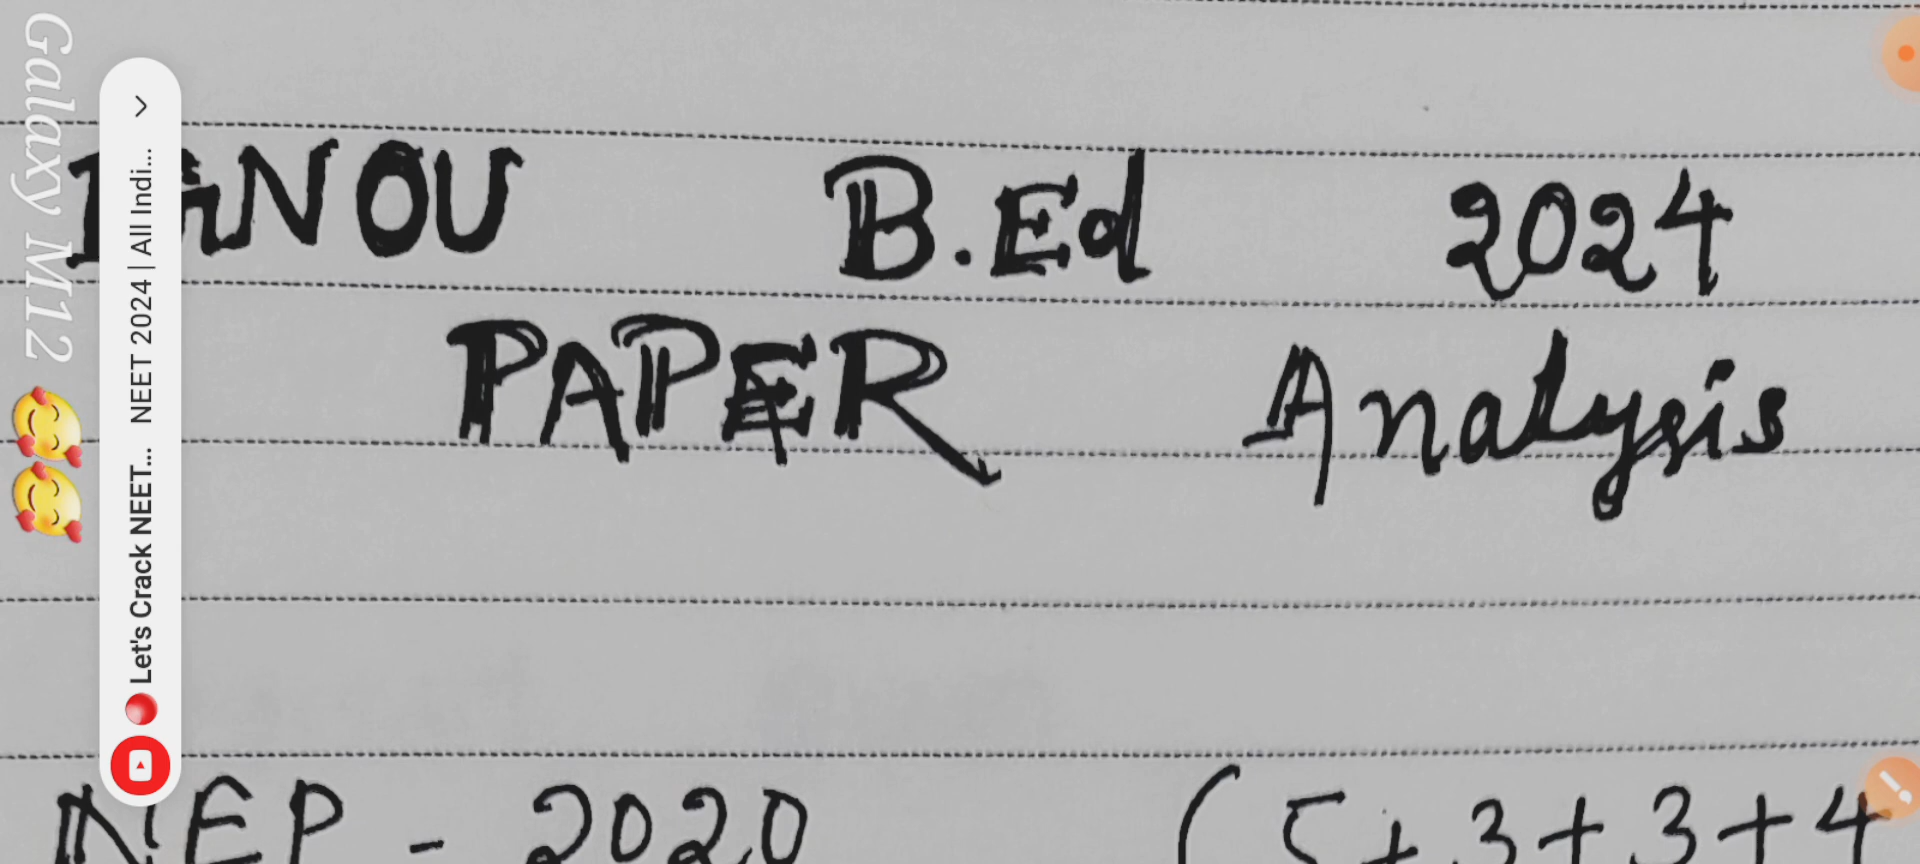 IGNOU B.Ed 2024
PAPER Analysis
NEP - 2020 (5+3+3+4
Galaxy M12
Let's Crack NEET... NEET 2024 | All Indi...